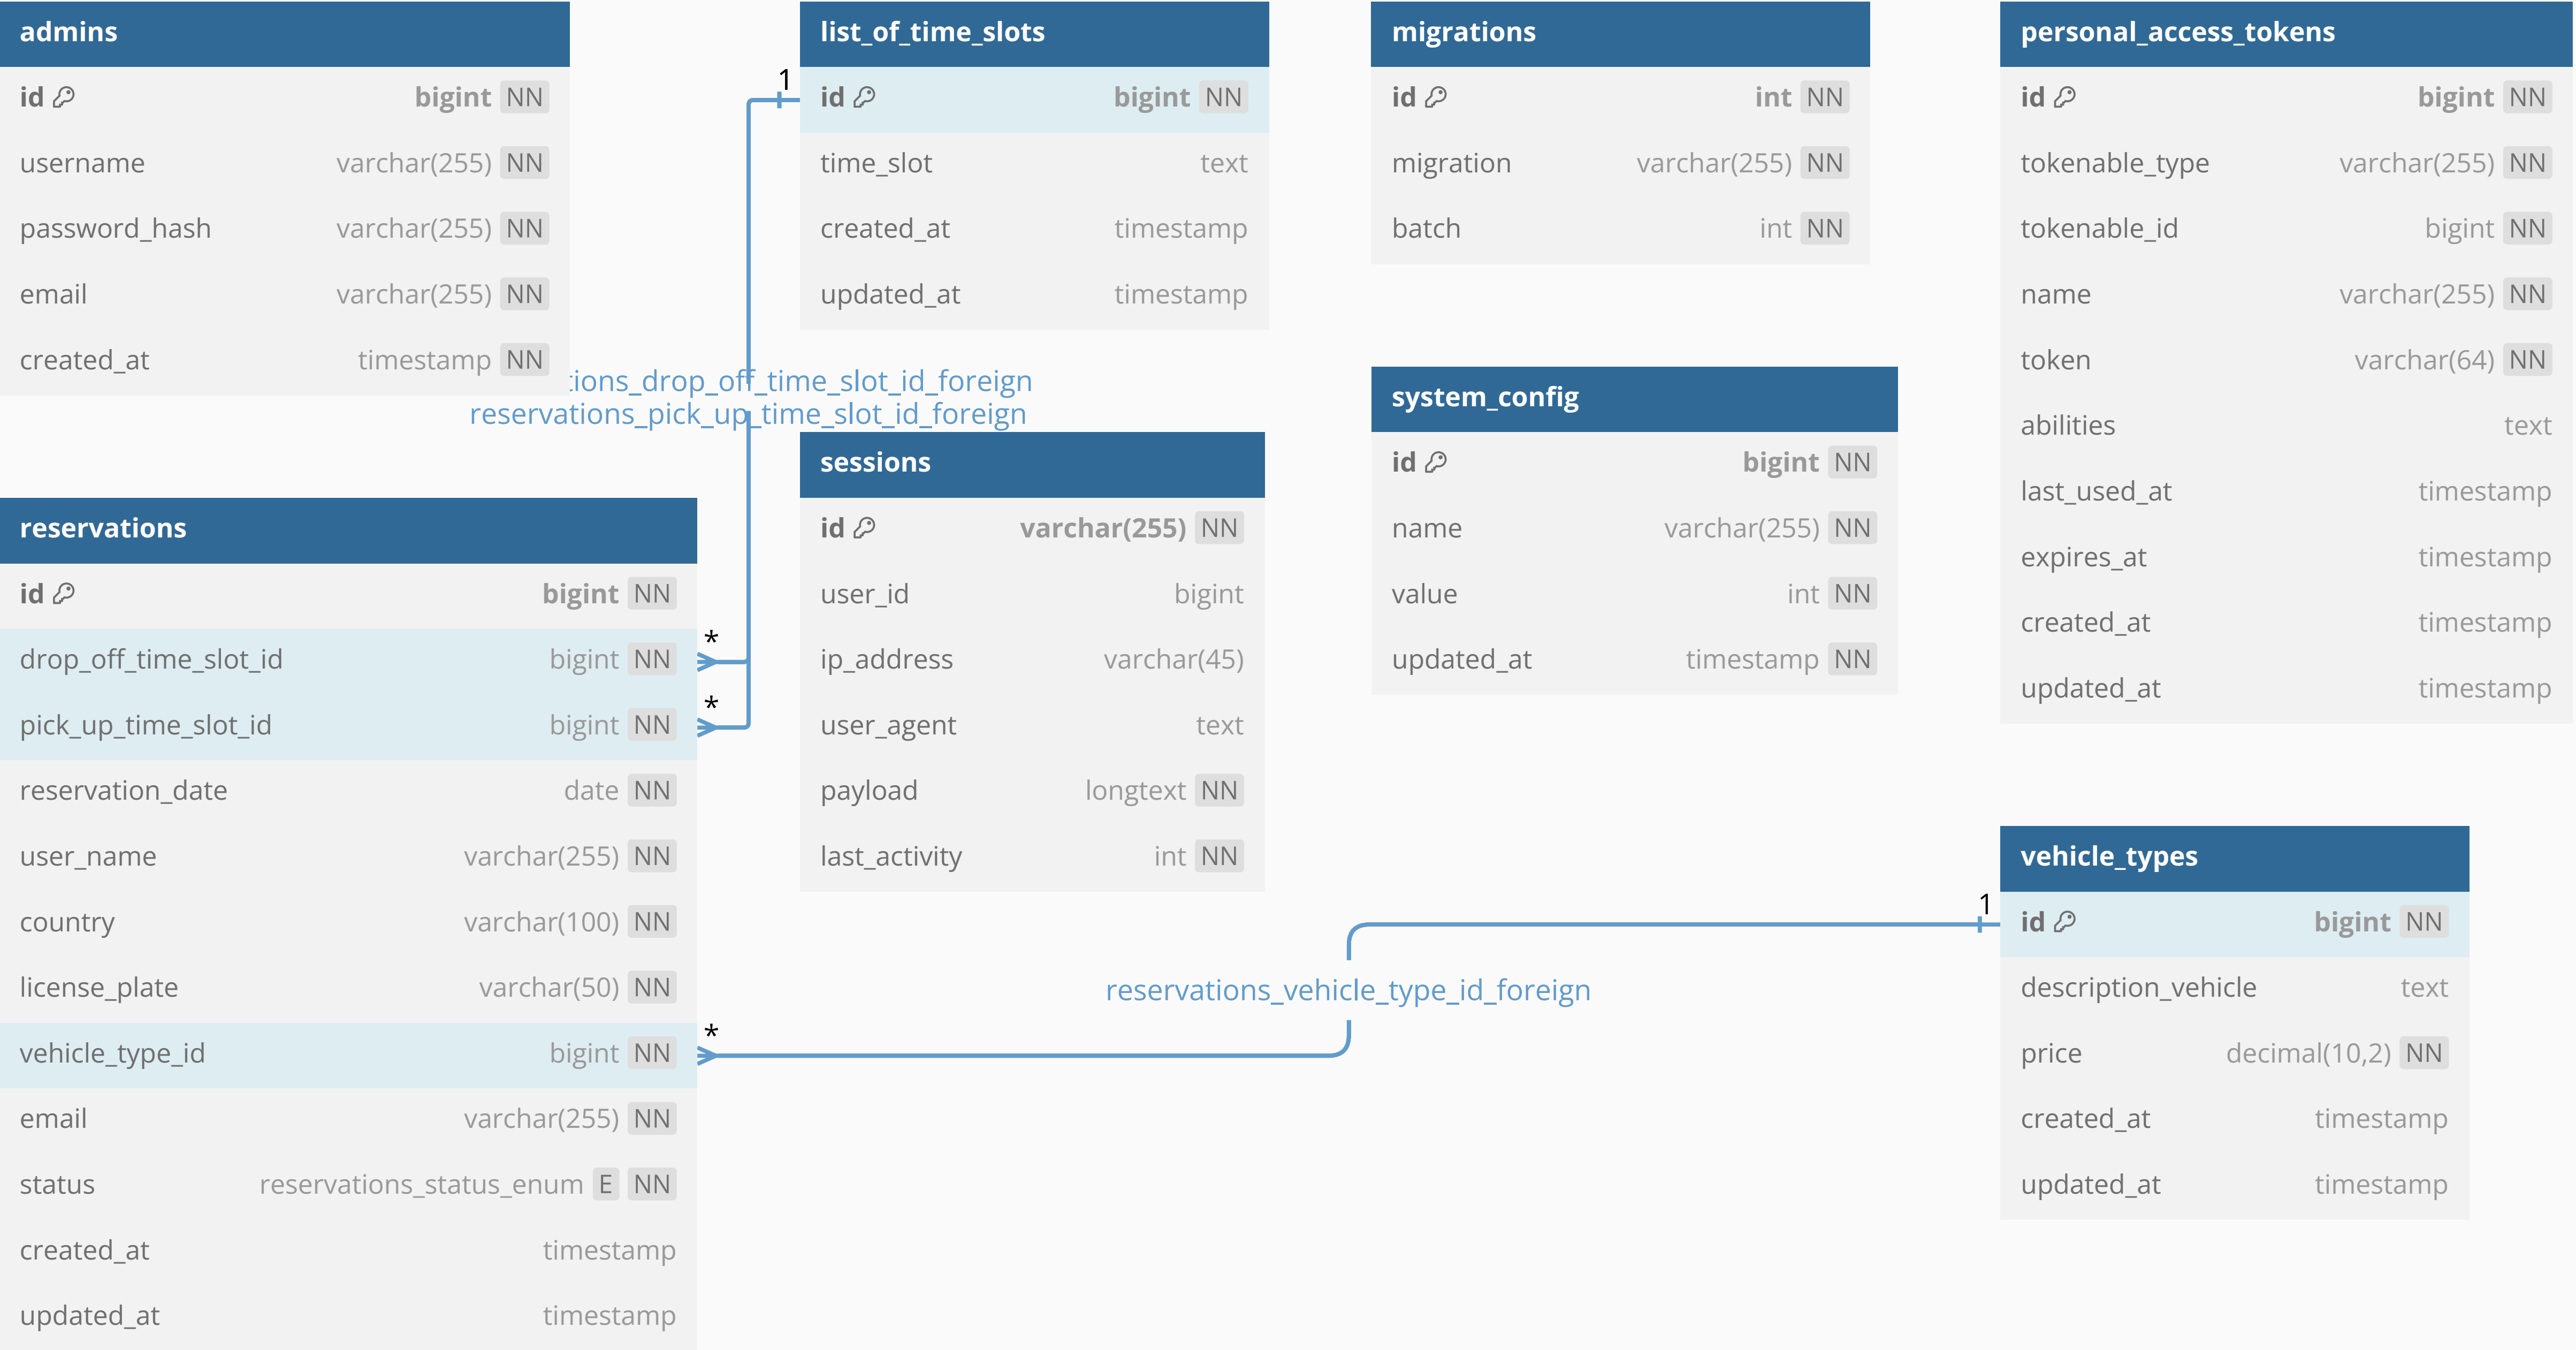 admins
id bigint NN
username varchar(255) NN
password_hash varchar(255) NN
email varchar(255) NN
created_at timestamp NN
list_of_time_slots
1
id bigint NN
time_slot text
created_at timestamp
updated_at timestamp
migrations
id int NN
migration varchar(255) NN
batch int NN
personal_access_tokens
id bigint NN
tokenable_type varchar(255) NN
tokenable_id bigint NN
name varchar(255) NN
token varchar(64) NN
abilities text
last_used_at timestamp
expires_at timestamp
created_at timestamp
updated_at timestamp
tions_drop_off_time_slot_id_foreign
reservations_pick_up_time_slot_id_foreign
system_config
id bigint NN
name varchar(255) NN
value int NN
updated_at timestamp NN
sessions
id varchar(255) NN
user_id bigint
ip_address varchar(45)
user_agent text
payload longtext NN
last_activity int NN
reservations
id bigint NN
drop_off_time_slot_id bigint NN *
pick_up_time_slot_id bigint NN *
reservation_date date NN
user_name varchar(255) NN
country varchar(100) NN
license_plate varchar(50) NN
vehicle_type_id bigint NN *
email varchar(255) NN
status reservations_status_enum E NN
created_at timestamp
updated_at timestamp
reservations_vehicle_type_id_foreign
vehicle_types
1
id bigint NN
description_vehicle text
price decimal(10,2) NN
created_at timestamp
updated_at timestamp